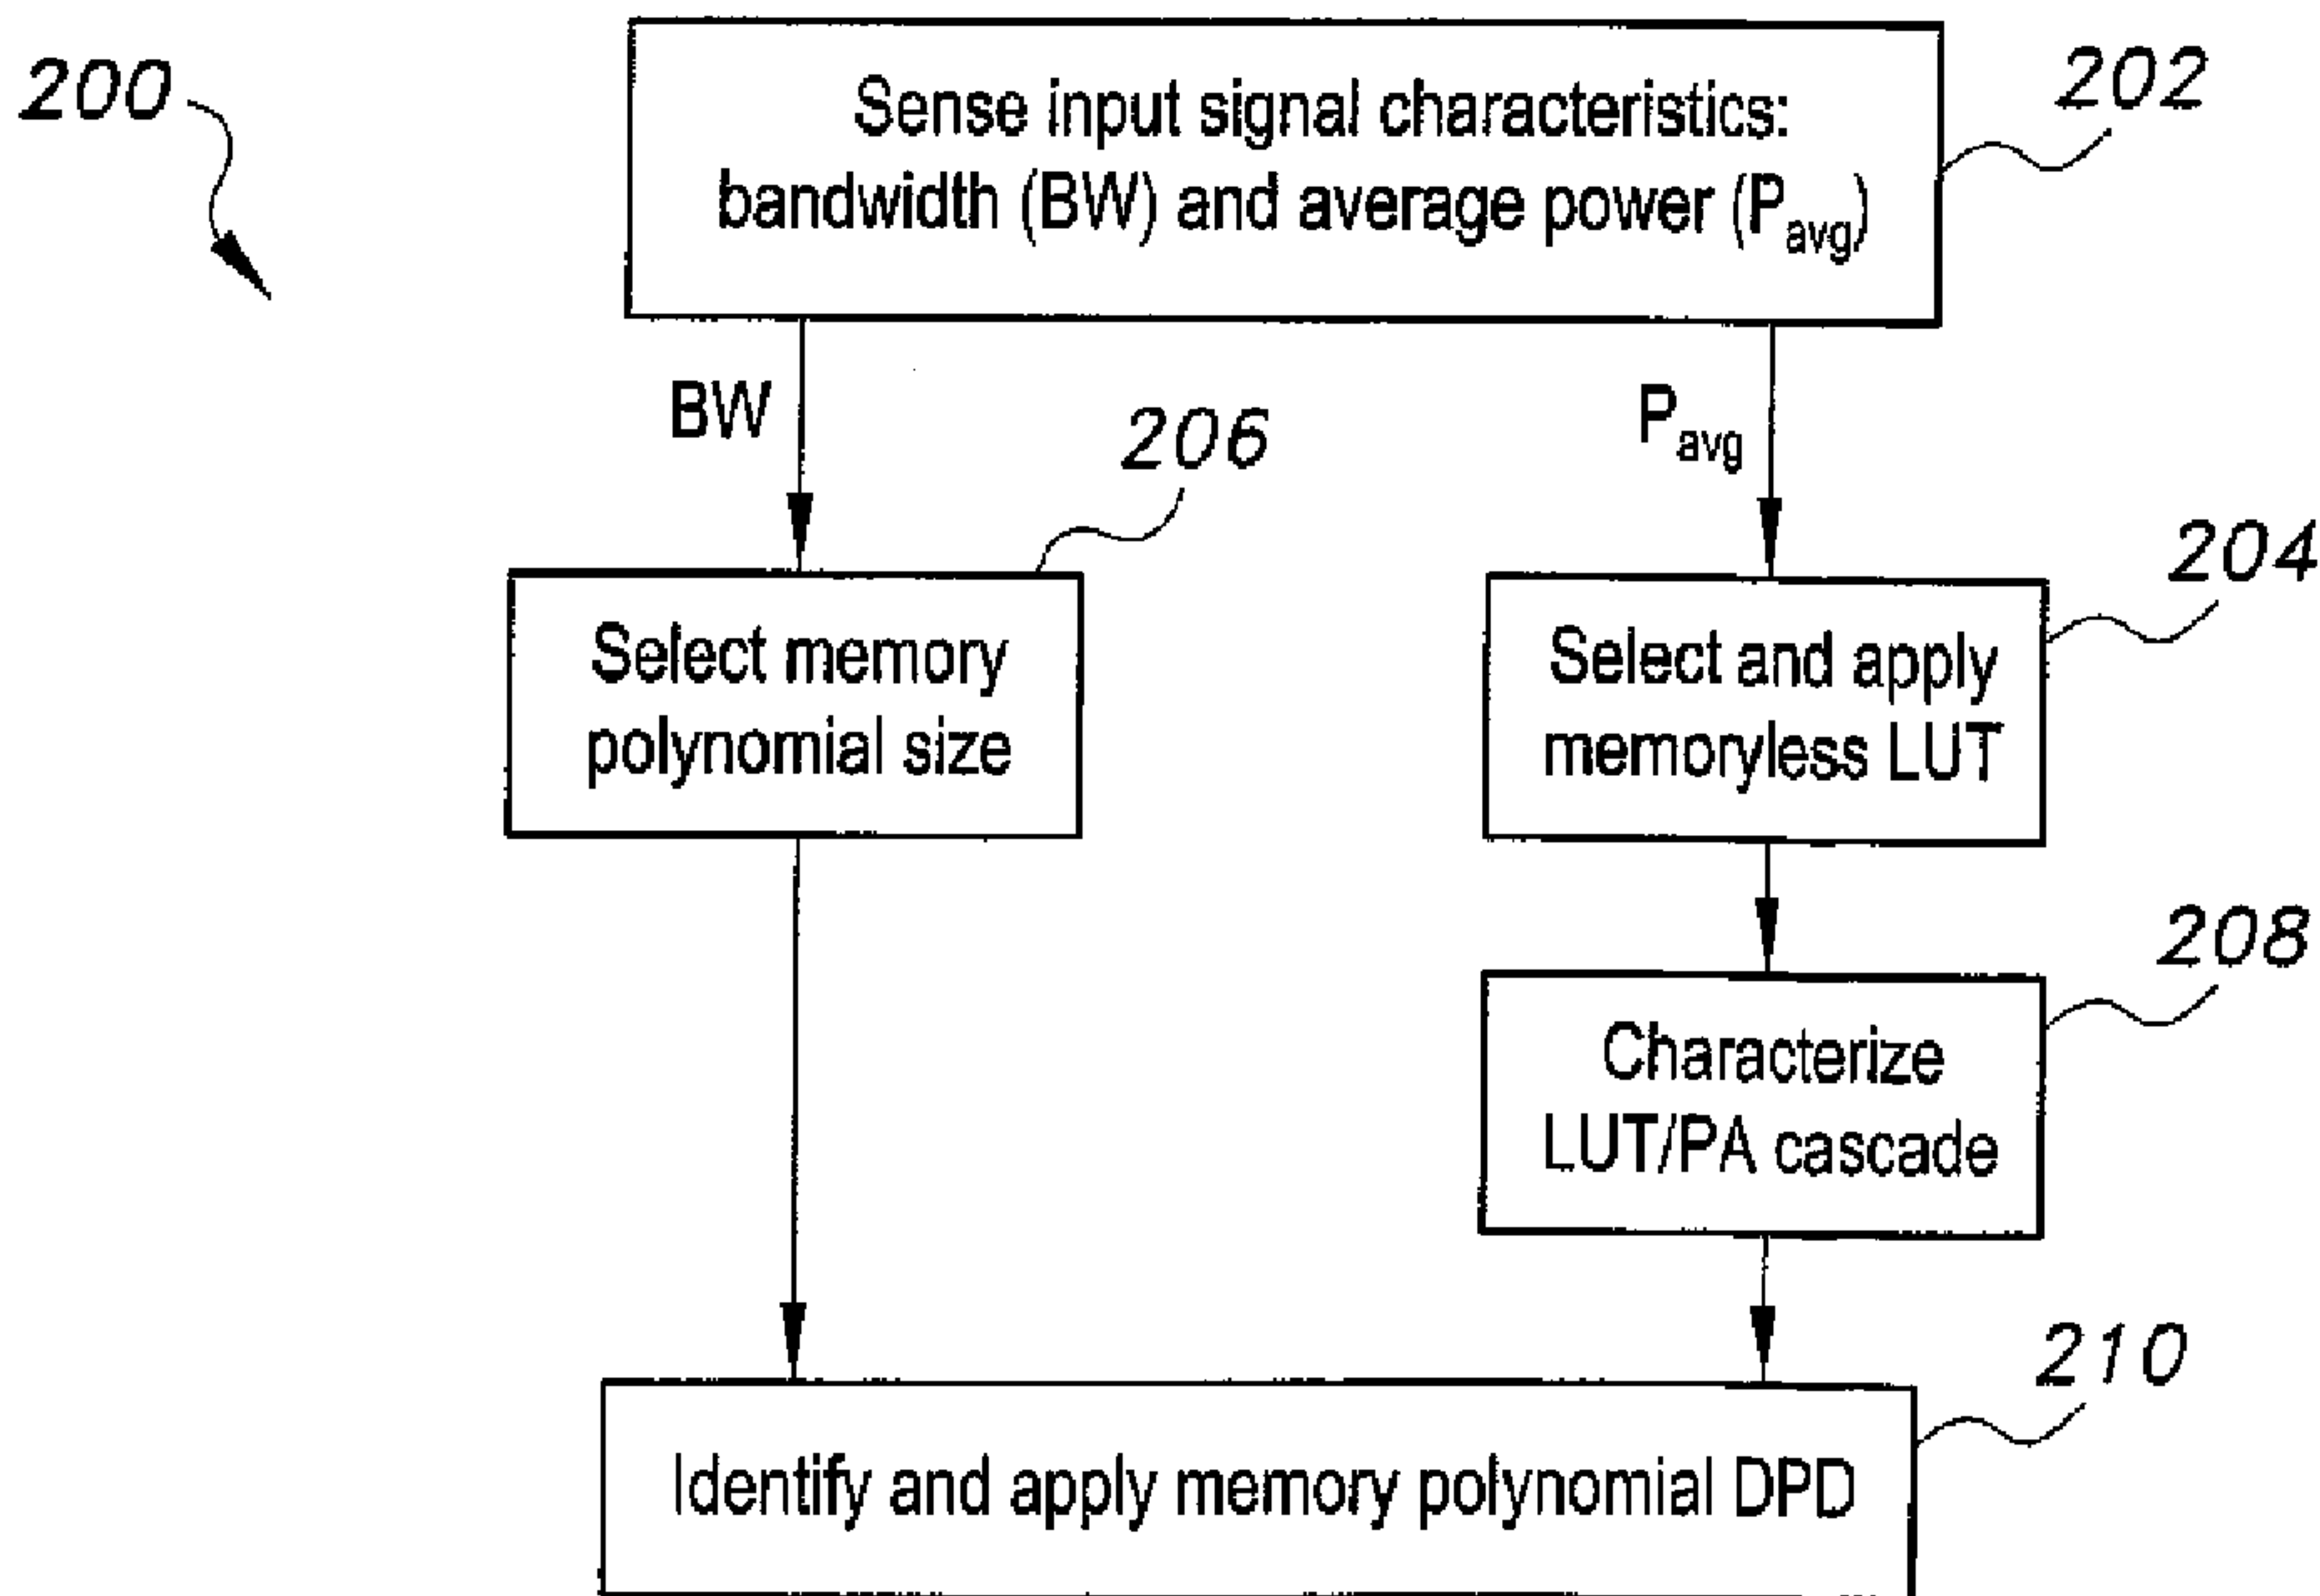 200
202
Sense input signal characteristics:
bandwidth (BW) and average power (Pavg)
BW
Pavg
206
204
Select memory
polynomial size
Select and apply
memoryless LUT
208
Characterize
LUT/PA cascade
210
Identify and apply memory polynomial DPD